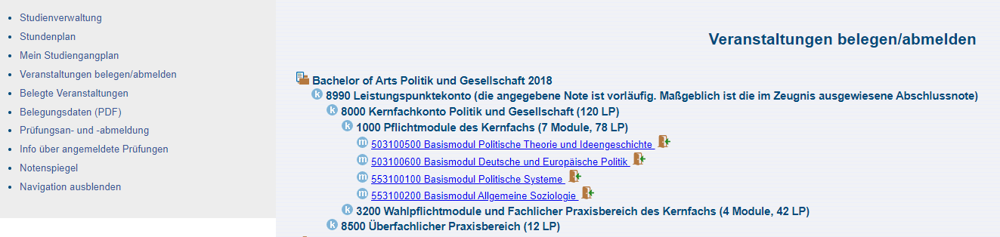 Studienverwaltung
Stundenplan
Mein Studiengangplan
Veranstaltungen belegen/abmelden
Belegte Veranstaltungen
Belegungsdaten (PDF)
Prüfungsan- und -abmeldung
Info über angemeldete Prüfungen
Notenspiegel
Navigation ausblenden
Veranstaltungen belegen/abmelden
Bachelor of Arts Politik und Gesellschaft 2018
k 8990 Leistungspunktekonto (die angegebene Note ist vorläufig. Maßgeblich ist die im Zeugnis ausgewiesene Abschlussnote)
k 8000 Kernfachkonto Politik und Gesellschaft (120 LP)
k 1000 Pflichtmodule des Kernfachs (7 Module, 78 LP)
m 503100500 Basismodul Politische Theorie und Ideengeschichte
m 503100600 Basismodul Deutsche und Europäische Politik
m 553100100 Basismodul Politische Systeme
m 553100200 Basismodul Allgemeine Soziologie
k 3200 Wahlpflichtmodule und Fachlicher Praxisbereich des Kernfachs (4 Module, 42 LP)
k 8500 Überfachlicher Praxisbereich (12 LP)